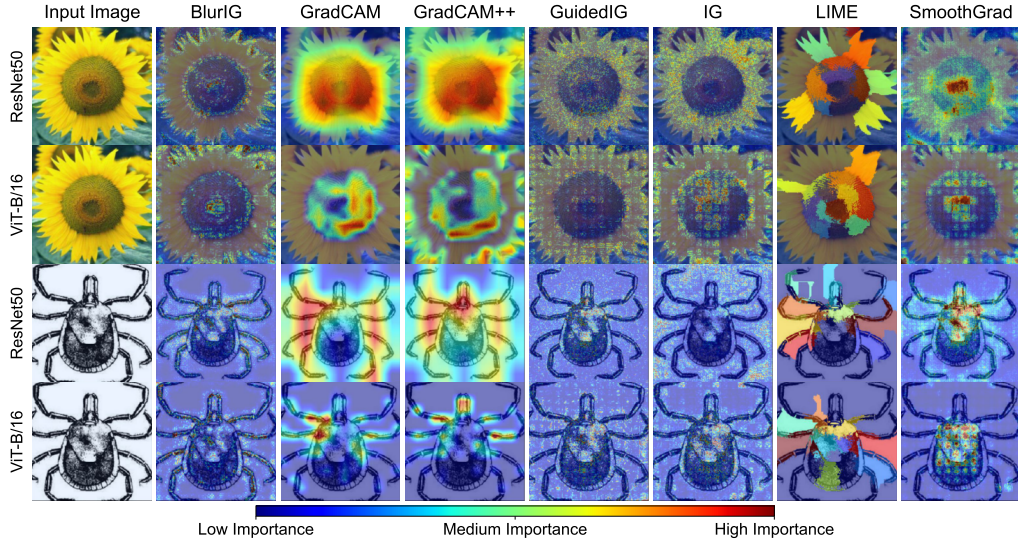 Input Image BlurIG GradCAM GradCAM++ GuidedIG IG LIME SmoothGrad
ResNet50
ViT-B/16
ResNet50
ViT-B/16
Low Importance Medium Importance High Importance